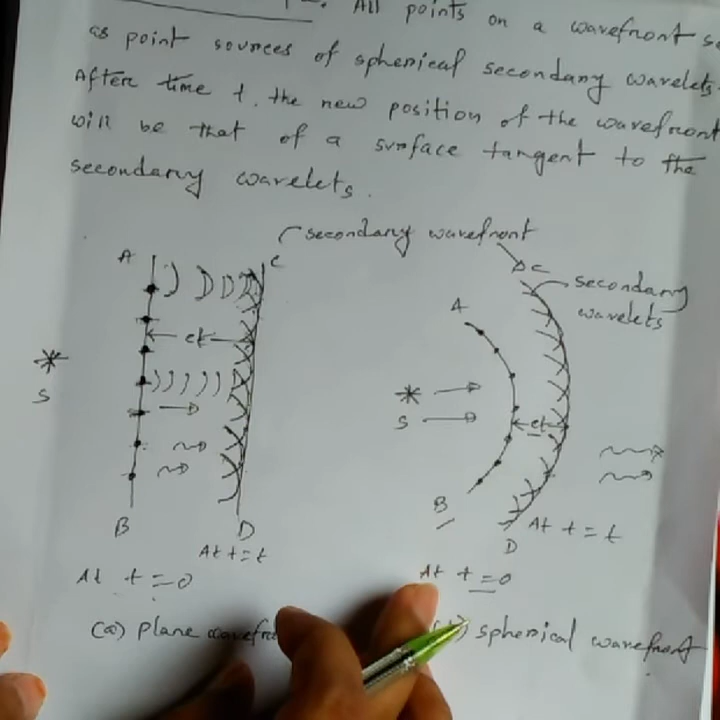 All points on a wavefront
as point sources of spherical secondary wavelets.
After time t, the new position of the wavefront
will be that of a surface tangent to the
secondary wavelets.
secondary wavefront
A
C
C
secondary
wavelets
A
ct
S
S
ct
B
D
At t = t
B
D
At t = t
At t = 0
At t = 0
(a) plane
spherical wavefront